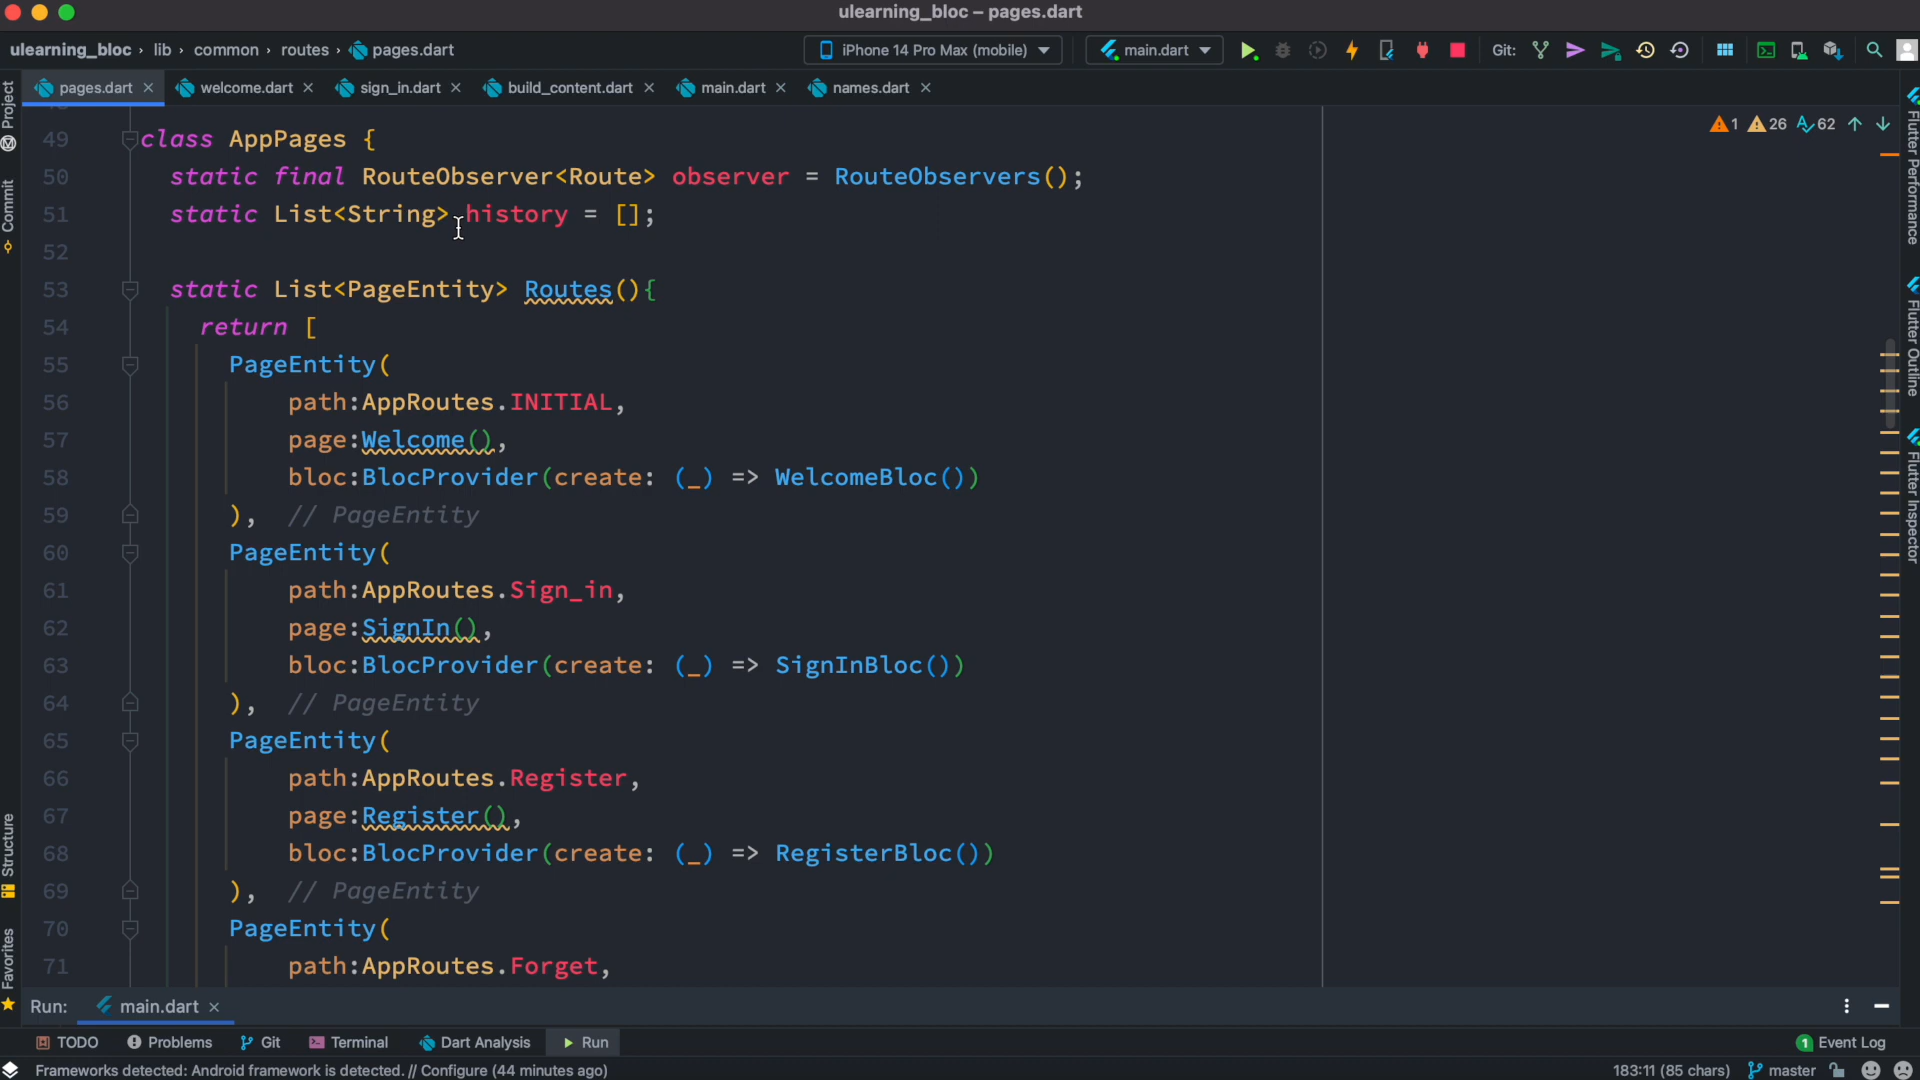 ulearning_bloc – pages.dart
ulearning_bloc › lib › common › routes › pages.dart
iPhone 14 Pro Max (mobile)
main.dart
Git:
pages.dart
welcome.dart
sign_in.dart
build_content.dart
main.dart
names.dart
1 26 62
49 class AppPages {
50 static final RouteObserver<Route> observer = RouteObservers();
51 static List<String> history = [];
52
53 static List<PageEntity> Routes(){
54 return [
55 PageEntity(
56 path:AppRoutes.INITIAL,
57 page:Welcome(),
58 bloc:BlocProvider(create: (_) => WelcomeBloc())
59 ), // PageEntity
60 PageEntity(
61 path:AppRoutes.Sign_in,
62 page:SignIn(),
63 bloc:BlocProvider(create: (_) => SignInBloc())
64 ), // PageEntity
65 PageEntity(
66 path:AppRoutes.Register,
67 page:Register(),
68 bloc:BlocProvider(create: (_) => RegisterBloc())
69 ), // PageEntity
70 PageEntity(
71 path:AppRoutes.Forget,
Project
Commit
Structure
Favorites
Flutter Performance
Flutter Outline
Flutter Inspector
Run: main.dart
TODO
Problems
Git
Terminal
Dart Analysis
Run
1 Event Log
Frameworks detected: Android framework is detected. // Configure (44 minutes ago)
183:11 (85 chars)
master